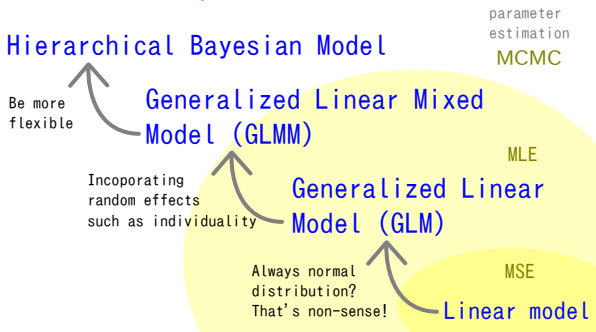 parameter
estimation
MCMC
Hierarchical Bayesian Model
Be more
flexible
Generalized Linear Mixed
Model (GLMM)
MLE
Incoporating
random effects
such as individuality
Generalized Linear
Model (GLM)
Always normal
distribution?
That's non-sense!
MSE
Linear model